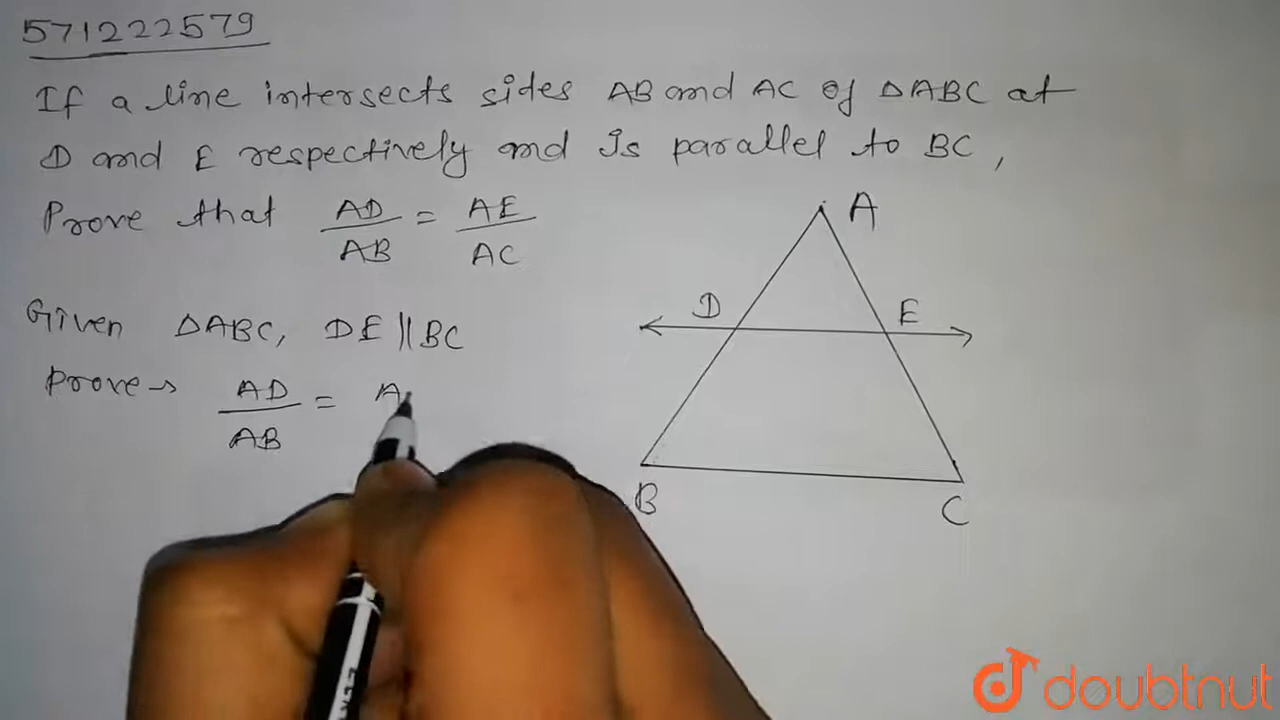 571222579
If a line intersects sides AB and AC of ΔABC at
D and E respectively and is parallel to BC,
Prove that AD/AB = AE/AC
Given ΔABC, DE||BC
Prove→ AD/AB = A
A
D
E
B
C
doubtnut